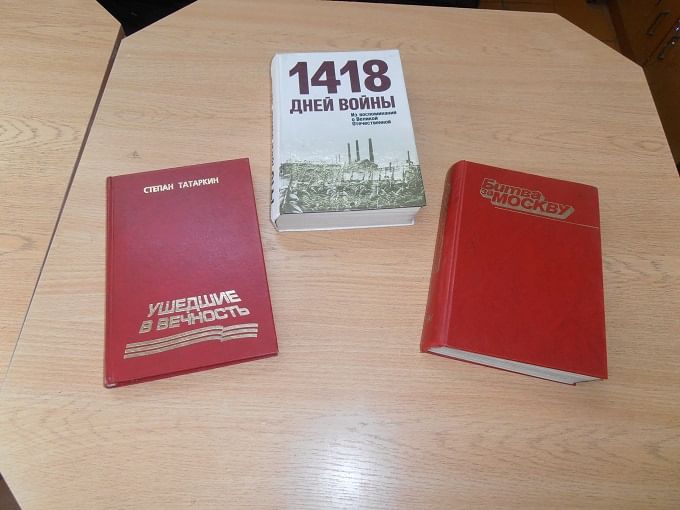 1418
ДНЕЙ ВОЙНЫ
Из воспоминаний
о Великой
Отечественной
СТЕПАН ТАТАРКИН
УШЕДШИЕ
В ВЕЧНОСТЬ
Битва
за
МОСКВУ